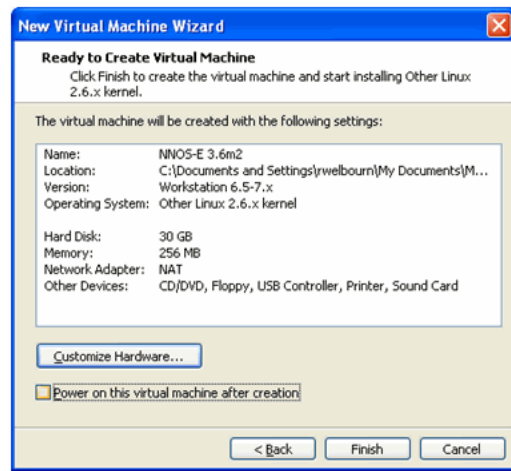 New Virtual Machine Wizard
Ready to Create Virtual Machine
Click Finish to create the virtual machine and start installing Other Linux
2.6.x kernel.
The virtual machine will be created with the following settings:
Name: NNOS-E 3.6m2
Location: C:\Documents and Settings\rwelbourn\My Documents\M...
Version: Workstation 6.5-7.x
Operating System: Other Linux 2.6.x kernel
Hard Disk: 30 GB
Memory: 256 MB
Network Adapter: NAT
Other Devices: CD/DVD, Floppy, USB Controller, Printer, Sound Card
Customize Hardware...
Power on this virtual machine after creation
< Back Finish Cancel